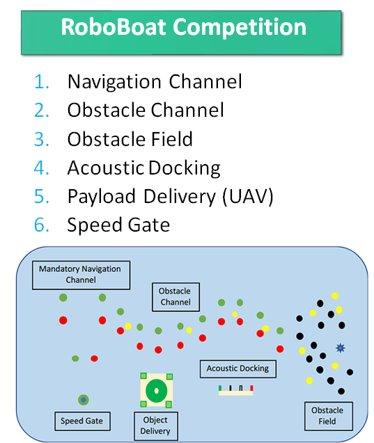 RoboBoat Competition
1. Navigation Channel
2. Obstacle Channel
3. Obstacle Field
4. Acoustic Docking
5. Payload Delivery (UAV)
6. Speed Gate
Mandatory Navigation
Channel
Obstacle
Channel
Acoustic Docking
Speed Gate
Object
Delivery
Obstacle
Field